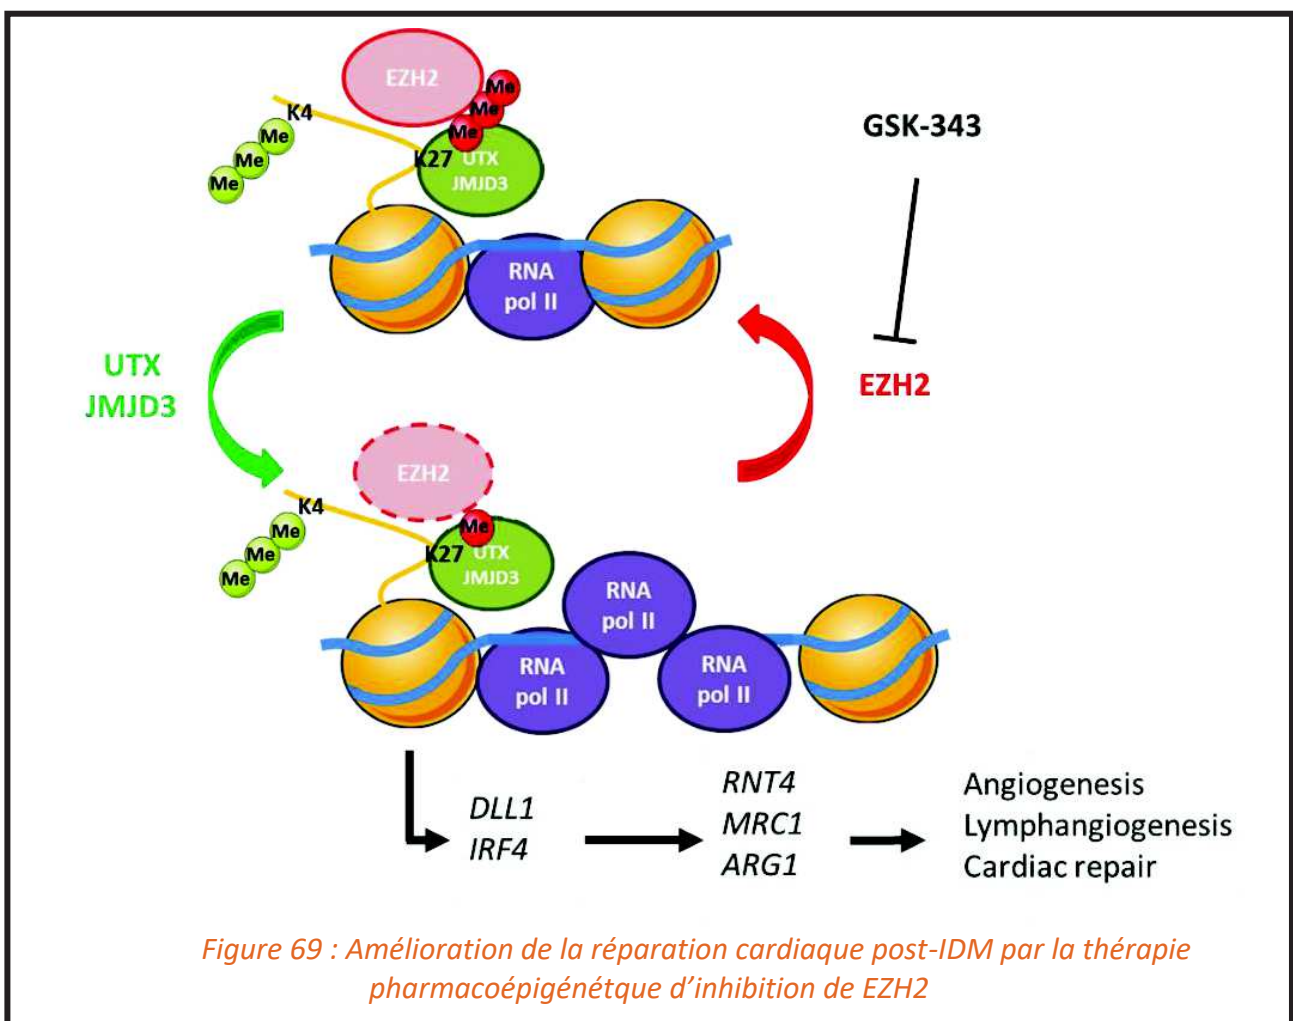 EZH2
Me
Me
Me
K4
Me
Me
Me
K27
UTX
JMJD3
GSK-343
RNA
pol II
UTX
JMJD3
EZH2
EZH2
K4
Me
Me
Me
Me
K27
UTX
JMJD3
RNA
pol II
RNA
pol II
RNA
pol II
DLL1
IRF4
RNT4
MRC1
ARG1
Angiogenesis
Lymphangiogenesis
Cardiac repair
Figure 69 : Amélioration de la réparation cardiaque post-IDM par la thérapie
pharmacoépigénétque d’inhibition de EZH2